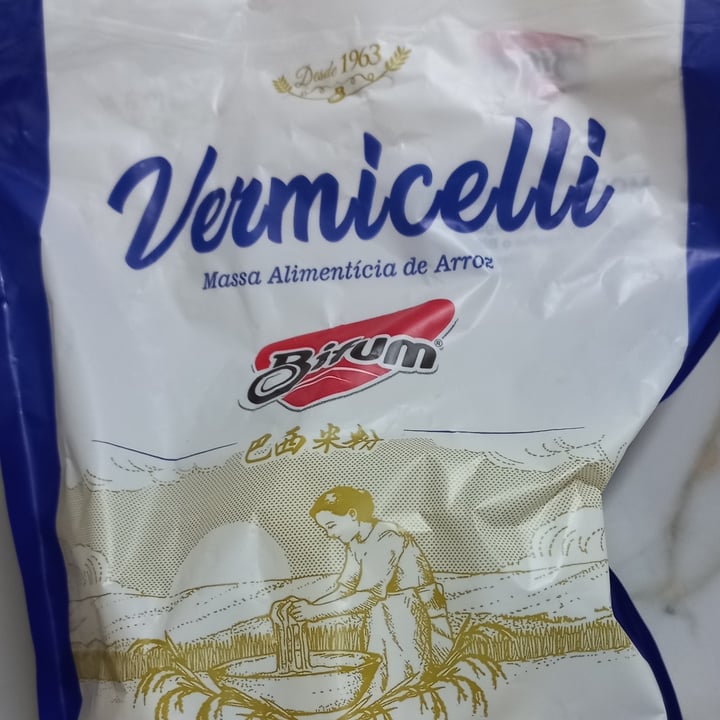 Desde 1963
Vermicelli
Massa Alimentícia de Arroz
Bifum®
巴西米粉